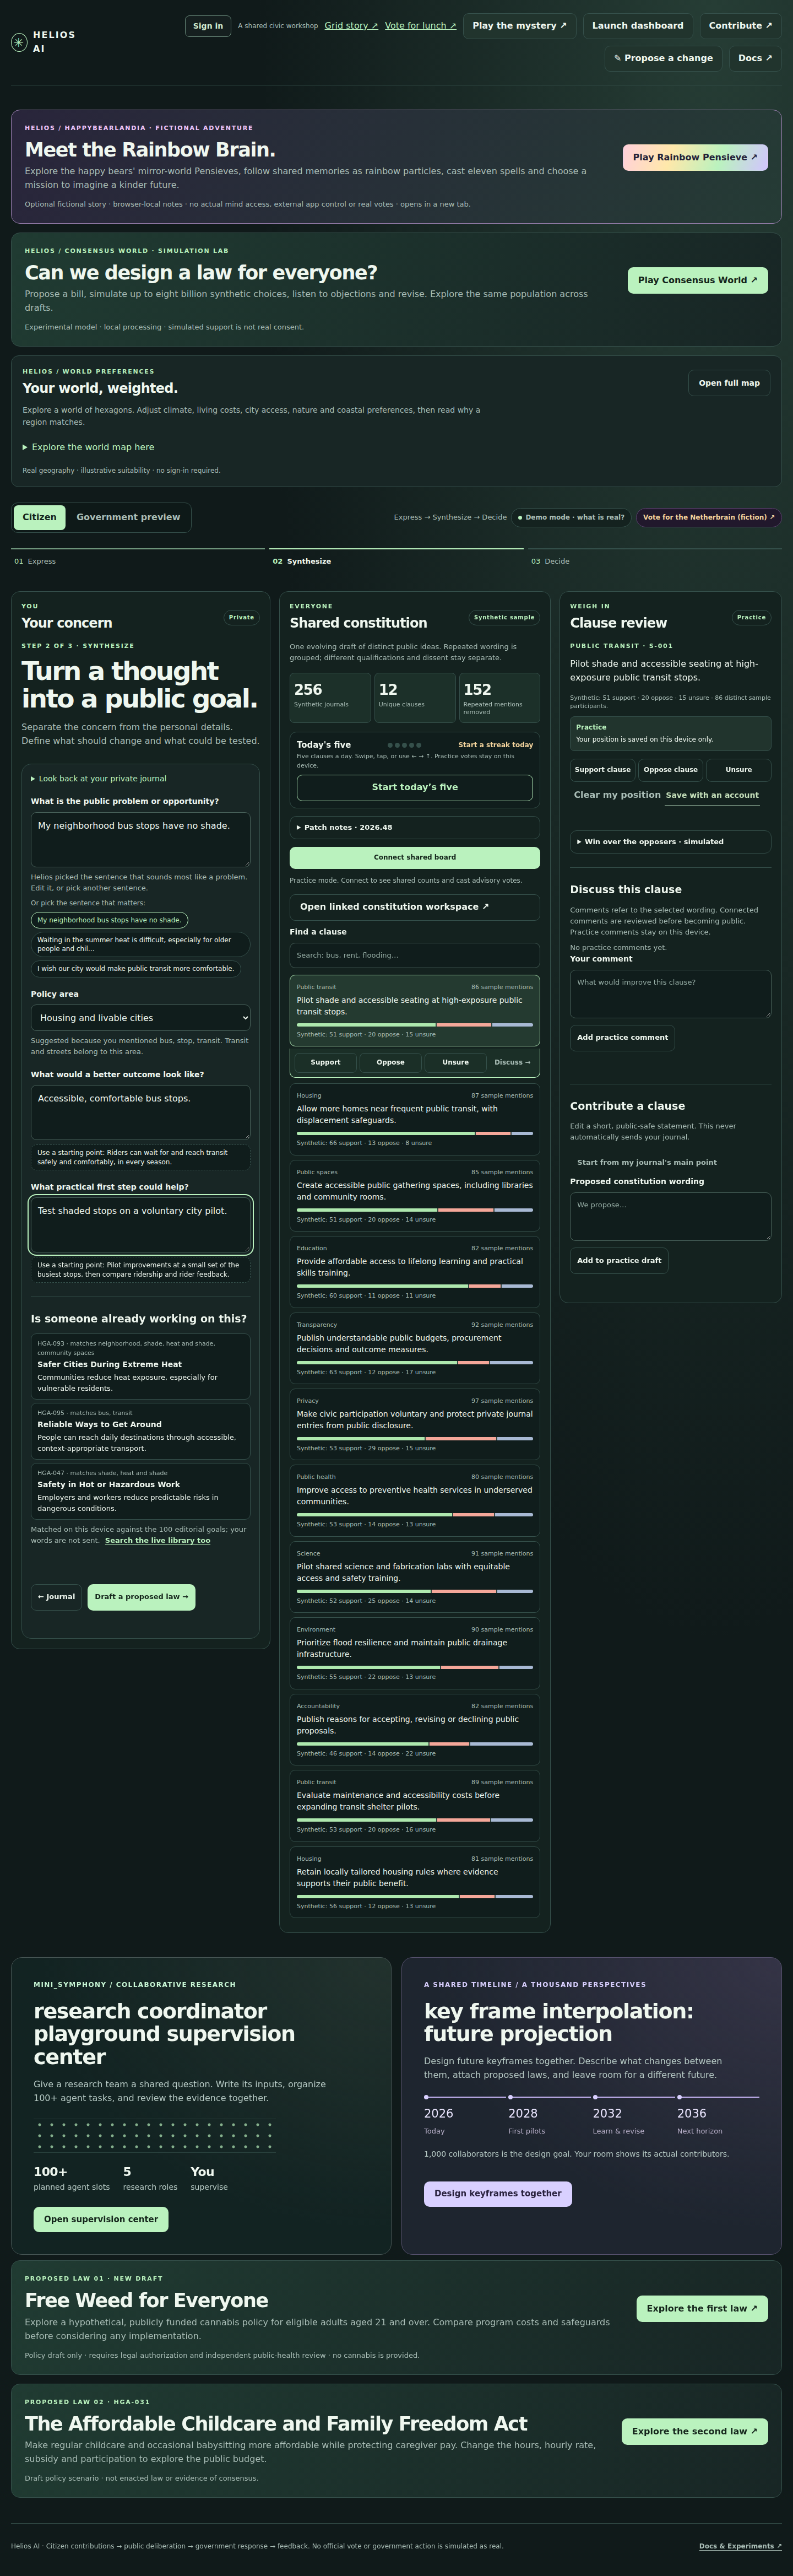 HELIOS
AI
Sign in
A shared civic workshop
Grid story ↗
Vote for lunch ↗
Play the mystery ↗
Launch dashboard
Contribute ↗
✎ Propose a change
Docs ↗
HELIOS / HAPPYBEARLANDIA · FICTIONAL ADVENTURE
Meet the Rainbow Brain.
Explore the happy bears' mirror-world Pensieves, follow shared memories as rainbow particles, cast eleven spells and choose a
mission to imagine a kinder future.
Optional fictional story · browser-local notes · no actual mind access, external app control or real votes · opens in a new tab.
Play Rainbow Pensieve ↗
HELIOS / CONSENSUS WORLD · SIMULATION LAB
Can we design a law for everyone?
Propose a bill, simulate up to eight billion synthetic choices, listen to objections and revise. Explore the same population across
drafts.
Experimental model · local processing · simulated support is not real consent.
Play Consensus World ↗
HELIOS / WORLD PREFERENCES
Your world, weighted.
Explore a world of hexagons. Adjust climate, living costs, city access, nature and coastal preferences, then read why a
region matches.
▶ Explore the world map here
Real geography · illustrative suitability · no sign-in required.
Open full map
Citizen
Government preview
Express → Synthesize → Decide
Demo mode · what is real?
Vote for the Netherbrain (fiction) ↗
01 Express
02 Synthesize
03 Decide
YOU
Your concern
Private
STEP 2 OF 3 · SYNTHESIZE
Turn a thought
into a public goal.
Separate the concern from the personal details.
Define what should change and what could be tested.
▶ Look back at your private journal
What is the public problem or opportunity?
My neighborhood bus stops have no shade.
Helios picked the sentence that sounds most like a problem.
Edit it, or pick another sentence.
Or pick the sentence that matters:
My neighborhood bus stops have no shade.
Waiting in the summer heat is difficult, especially for older
people and chil…
I wish our city would make public transit more comfortable.
Policy area
Housing and livable cities
Suggested because you mentioned bus, stop, transit. Transit
and streets belong to this area.
What would a better outcome look like?
Accessible, comfortable bus stops.
Use a starting point: Riders can wait for and reach transit
safely and comfortably, in every season.
What practical first step could help?
Test shaded stops on a voluntary city pilot.
Use a starting point: Pilot improvements at a small set of the
busiest stops, then compare ridership and rider feedback.
Is someone already working on this?
HGA-093 · matches neighborhood, shade, heat and shade,
community spaces
Safer Cities During Extreme Heat
Communities reduce heat exposure, especially for
vulnerable residents.
HGA-095 · matches bus, transit
Reliable Ways to Get Around
People can reach daily destinations through accessible,
context-appropriate transport.
HGA-047 · matches shade, heat and shade
Safety in Hot or Hazardous Work
Employers and workers reduce predictable risks in
dangerous conditions.
Matched on this device against the 100 editorial goals; your
words are not sent. Search the live library too
← Journal
Draft a proposed law →
EVERYONE
Shared constitution
Synthetic sample
One evolving draft of distinct public ideas. Repeated wording is
grouped; different qualifications and dissent stay separate.
256
Synthetic journals
12
Unique clauses
152
Repeated mentions
removed
Today's five
Start a streak today
Five clauses a day. Swipe, tap, or use ← → ↑. Practice votes stay on this
device.
Start today's five
▶ Patch notes · 2026.48
Connect shared board
Practice mode. Connect to see shared counts and cast advisory votes.
Open linked constitution workspace ↗
Find a clause
Search: bus, rent, flooding…
Public transit
86 sample mentions
Pilot shade and accessible seating at high-exposure public
transit stops.
Synthetic: 51 support · 20 oppose · 15 unsure
Support
Oppose
Unsure
Discuss →
Housing
87 sample mentions
Allow more homes near frequent public transit, with
displacement safeguards.
Synthetic: 66 support · 13 oppose · 8 unsure
Public spaces
85 sample mentions
Create accessible public gathering spaces, including libraries
and community rooms.
Synthetic: 51 support · 20 oppose · 14 unsure
Education
82 sample mentions
Provide affordable access to lifelong learning and practical
skills training.
Synthetic: 60 support · 11 oppose · 11 unsure
Transparency
92 sample mentions
Publish understandable public budgets, procurement
decisions and outcome measures.
Synthetic: 63 support · 12 oppose · 17 unsure
Privacy
97 sample mentions
Make civic participation voluntary and protect private journal
entries from public disclosure.
Synthetic: 53 support · 29 oppose · 15 unsure
Public health
80 sample mentions
Improve access to preventive health services in underserved
communities.
Synthetic: 53 support · 14 oppose · 13 unsure
Science
91 sample mentions
Pilot shared science and fabrication labs with equitable
access and safety training.
Synthetic: 52 support · 25 oppose · 14 unsure
Environment
90 sample mentions
Prioritize flood resilience and maintain public drainage
infrastructure.
Synthetic: 55 support · 22 oppose · 13 unsure
Accountability
82 sample mentions
Publish reasons for accepting, revising or declining public
proposals.
Synthetic: 46 support · 14 oppose · 22 unsure
Public transit
89 sample mentions
Evaluate maintenance and accessibility costs before
expanding transit shelter pilots.
Synthetic: 53 support · 20 oppose · 16 unsure
Housing
81 sample mentions
Retain locally tailored housing rules where evidence
supports their public benefit.
Synthetic: 56 support · 12 oppose · 13 unsure
WEIGH IN
Clause review
Practice
PUBLIC TRANSIT · S-001
Pilot shade and accessible seating at high-
exposure public transit stops.
Synthetic: 51 support · 20 oppose · 15 unsure · 86 distinct sample
participants.
Practice
Your position is saved on this device only.
Support clause
Oppose clause
Unsure
Clear my position
Save with an account
▶ Win over the opposers · simulated
Discuss this clause
Comments refer to the selected wording. Connected
comments are reviewed before becoming public.
Practice comments stay on this device.
No practice comments yet.
Your comment
What would improve this clause?
Add practice comment
Contribute a clause
Edit a short, public-safe statement. This never
automatically sends your journal.
Start from my journal's main point
Proposed constitution wording
We propose…
Add to practice draft
MINI_SYMPHONY / COLLABORATIVE RESEARCH
research coordinator
playground supervision
center
Give a research team a shared question. Write its inputs, organize
100+ agent tasks, and review the evidence together.
100+
planned agent slots
5
research roles
You
supervise
Open supervision center
A SHARED TIMELINE / A THOUSAND PERSPECTIVES
key frame interpolation:
future projection
Design future keyframes together. Describe what changes between
them, attach proposed laws, and leave room for a different future.
2026
Today
2028
First pilots
2032
Learn & revise
2036
Next horizon
1,000 collaborators is the design goal. Your room shows its actual contributors.
Design keyframes together
PROPOSED LAW 01 · NEW DRAFT
Free Weed for Everyone
Explore a hypothetical, publicly funded cannabis policy for eligible adults aged 21 and over. Compare program costs and safeguards
before considering any implementation.
Policy draft only · requires legal authorization and independent public-health review · no cannabis is provided.
Explore the first law ↗
PROPOSED LAW 02 · HGA-031
The Affordable Childcare and Family Freedom Act
Make regular childcare and occasional babysitting more affordable while protecting caregiver pay. Change the hours, hourly rate,
subsidy and participation to explore the public budget.
Draft policy scenario · not enacted law or evidence of consensus.
Explore the second law ↗
Helios AI · Citizen contributions → public deliberation → government response → feedback. No official vote or government action is simulated as real.
Docs & Experiments ↗